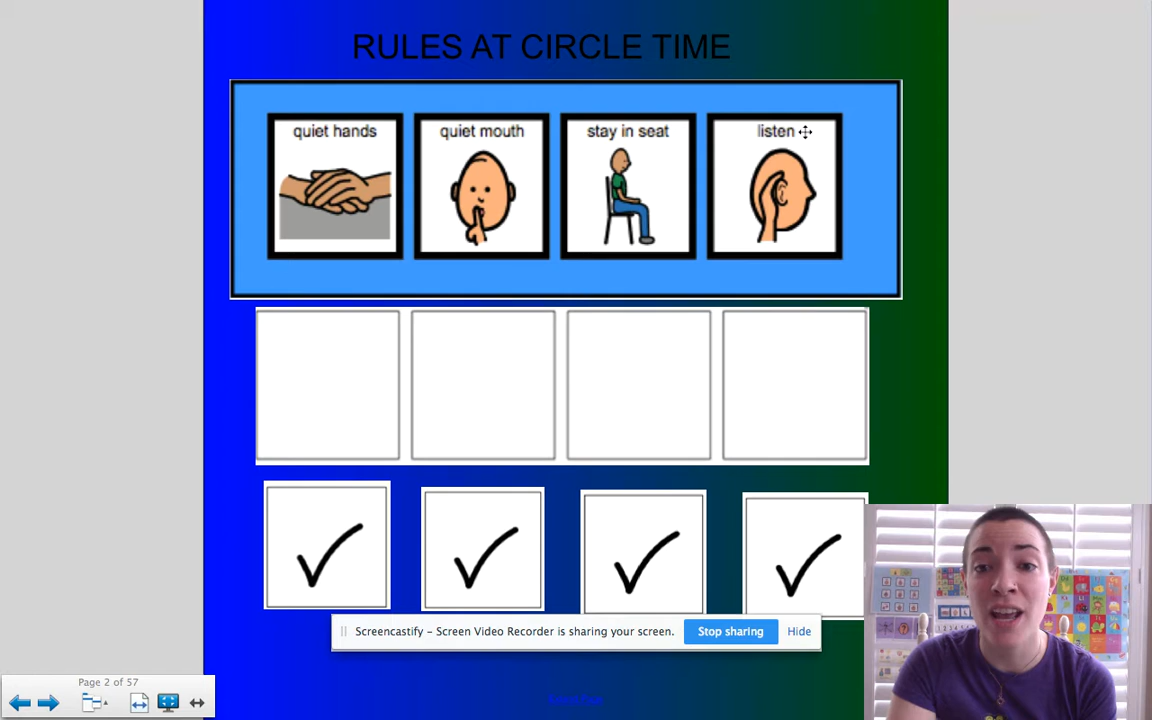 RULES AT CIRCLE TIME
quiet hands
quiet mouth
stay in seat
listen
Screencastify - Screen Video Recorder is sharing your screen.
Stop sharing
Hide
Page 2 of 57